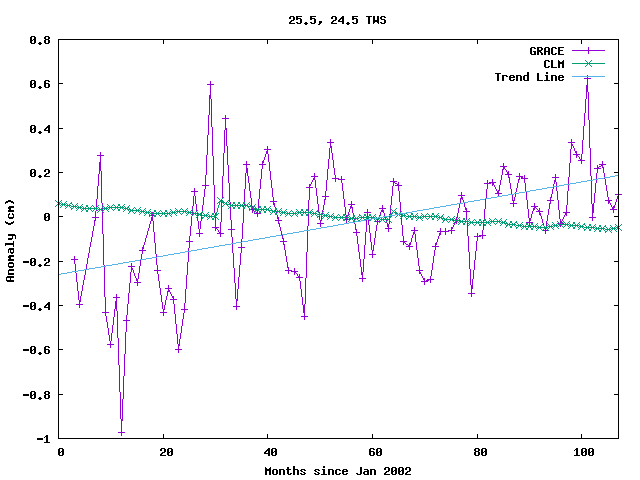 25.5, 24.5 TWS
GRACE
CLM
Trend Line
0.8
0.6
0.4
0.2
0
-0.2
-0.4
-0.6
-0.8
-1
Anomaly (cm)
0 20 40 60 80 100
Months since Jan 2002